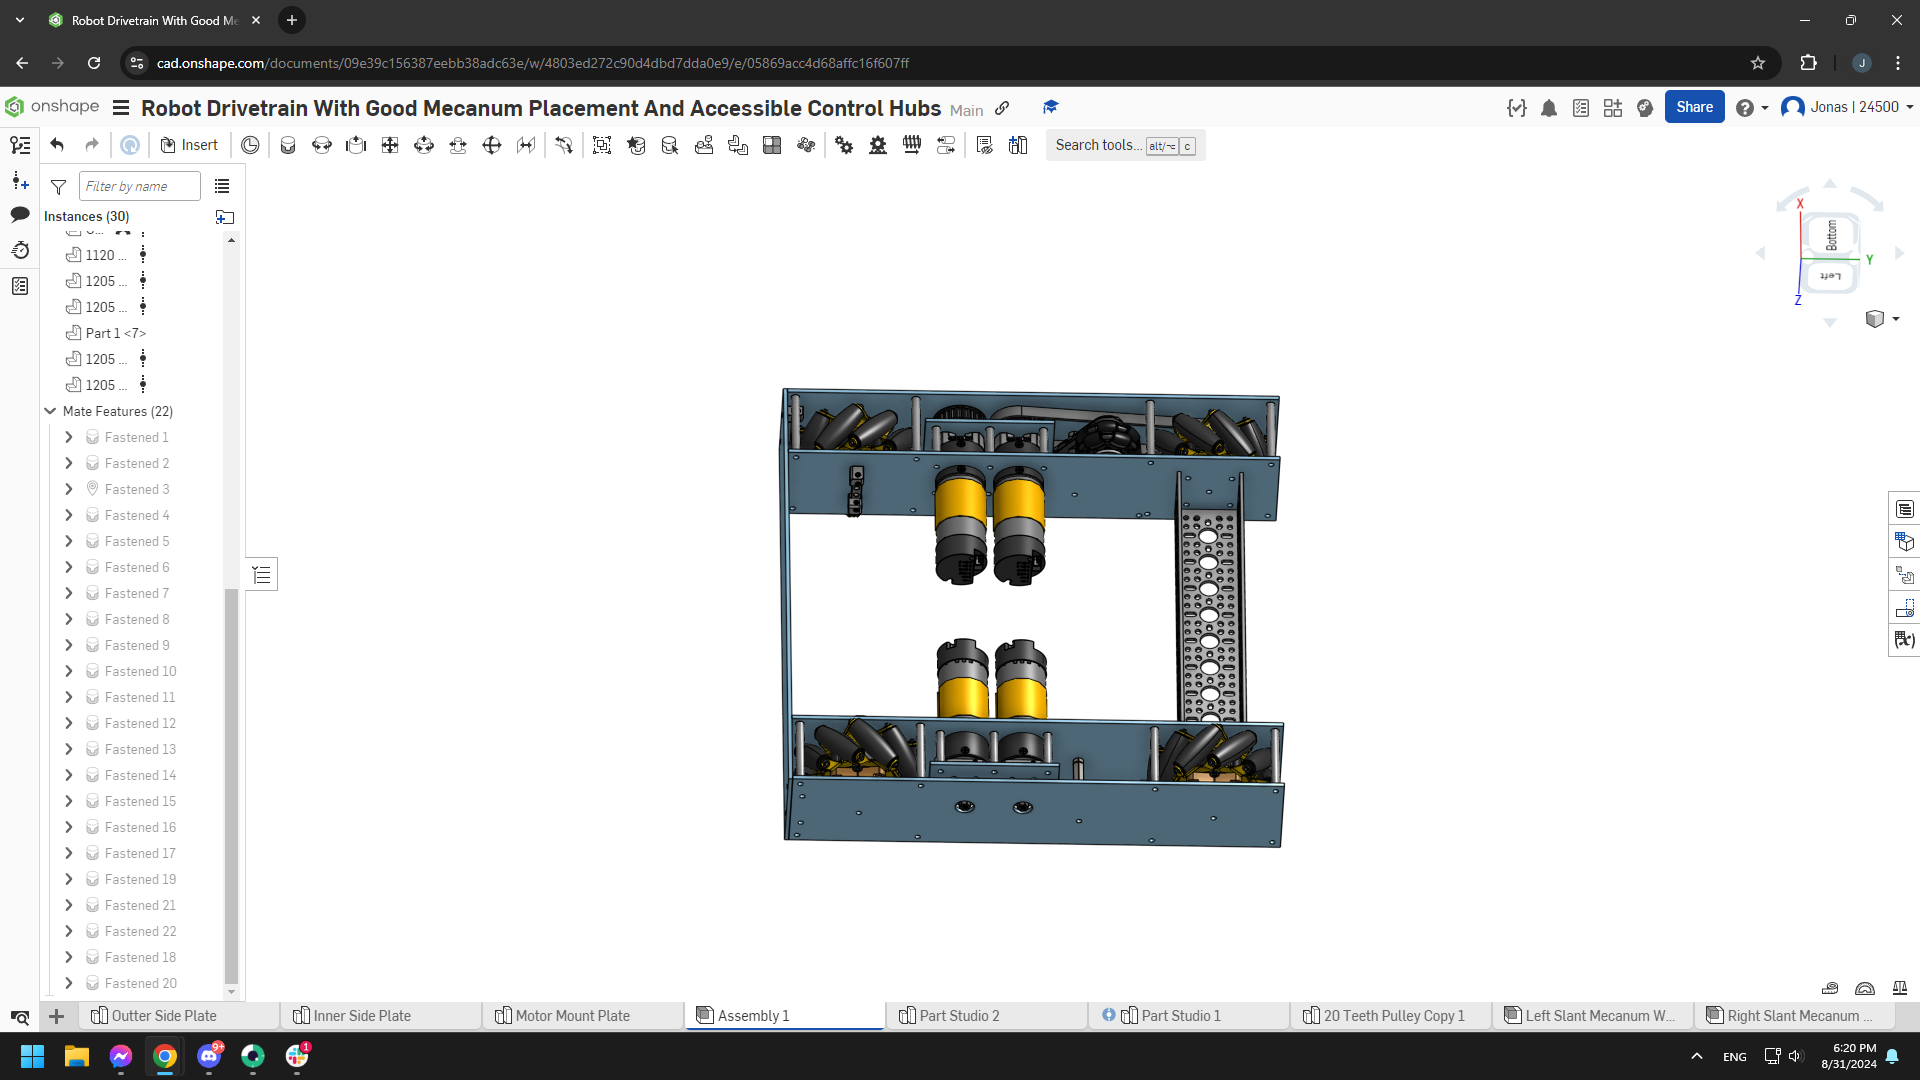 Robot Drivetrain With Good Me
cad.onshape.com/documents/09e39c156387eebb38adc63e/w/4803ed272c90d4dbd7dda0e9/e/05869acc4d68affc16f607ff
J
onshape
Robot Drivetrain With Good Mecanum Placement And Accessible Control Hubs Main
Share
Jonas | 24500
Insert
Search tools... alt/⌥ c
Filter by name
Instances (30)
1120 ...
1205 ...
1205 ...
Part 1 <7>
1205 ...
1205 ...
Mate Features (22)
Fastened 1
Fastened 2
Fastened 3
Fastened 4
Fastened 5
Fastened 6
Fastened 7
Fastened 8
Fastened 9
Fastened 10
Fastened 11
Fastened 12
Fastened 13
Fastened 14
Fastened 15
Fastened 16
Fastened 17
Fastened 19
Fastened 21
Fastened 22
Fastened 18
Fastened 20
X
Bottom
Y
Left
Z
Outter Side Plate
Inner Side Plate
Motor Mount Plate
Assembly 1
Part Studio 2
Part Studio 1
20 Teeth Pulley Copy 1
Left Slant Mecanum W...
Right Slant Mecanum ...
9+
1
ENG
6:20 PM
8/31/2024